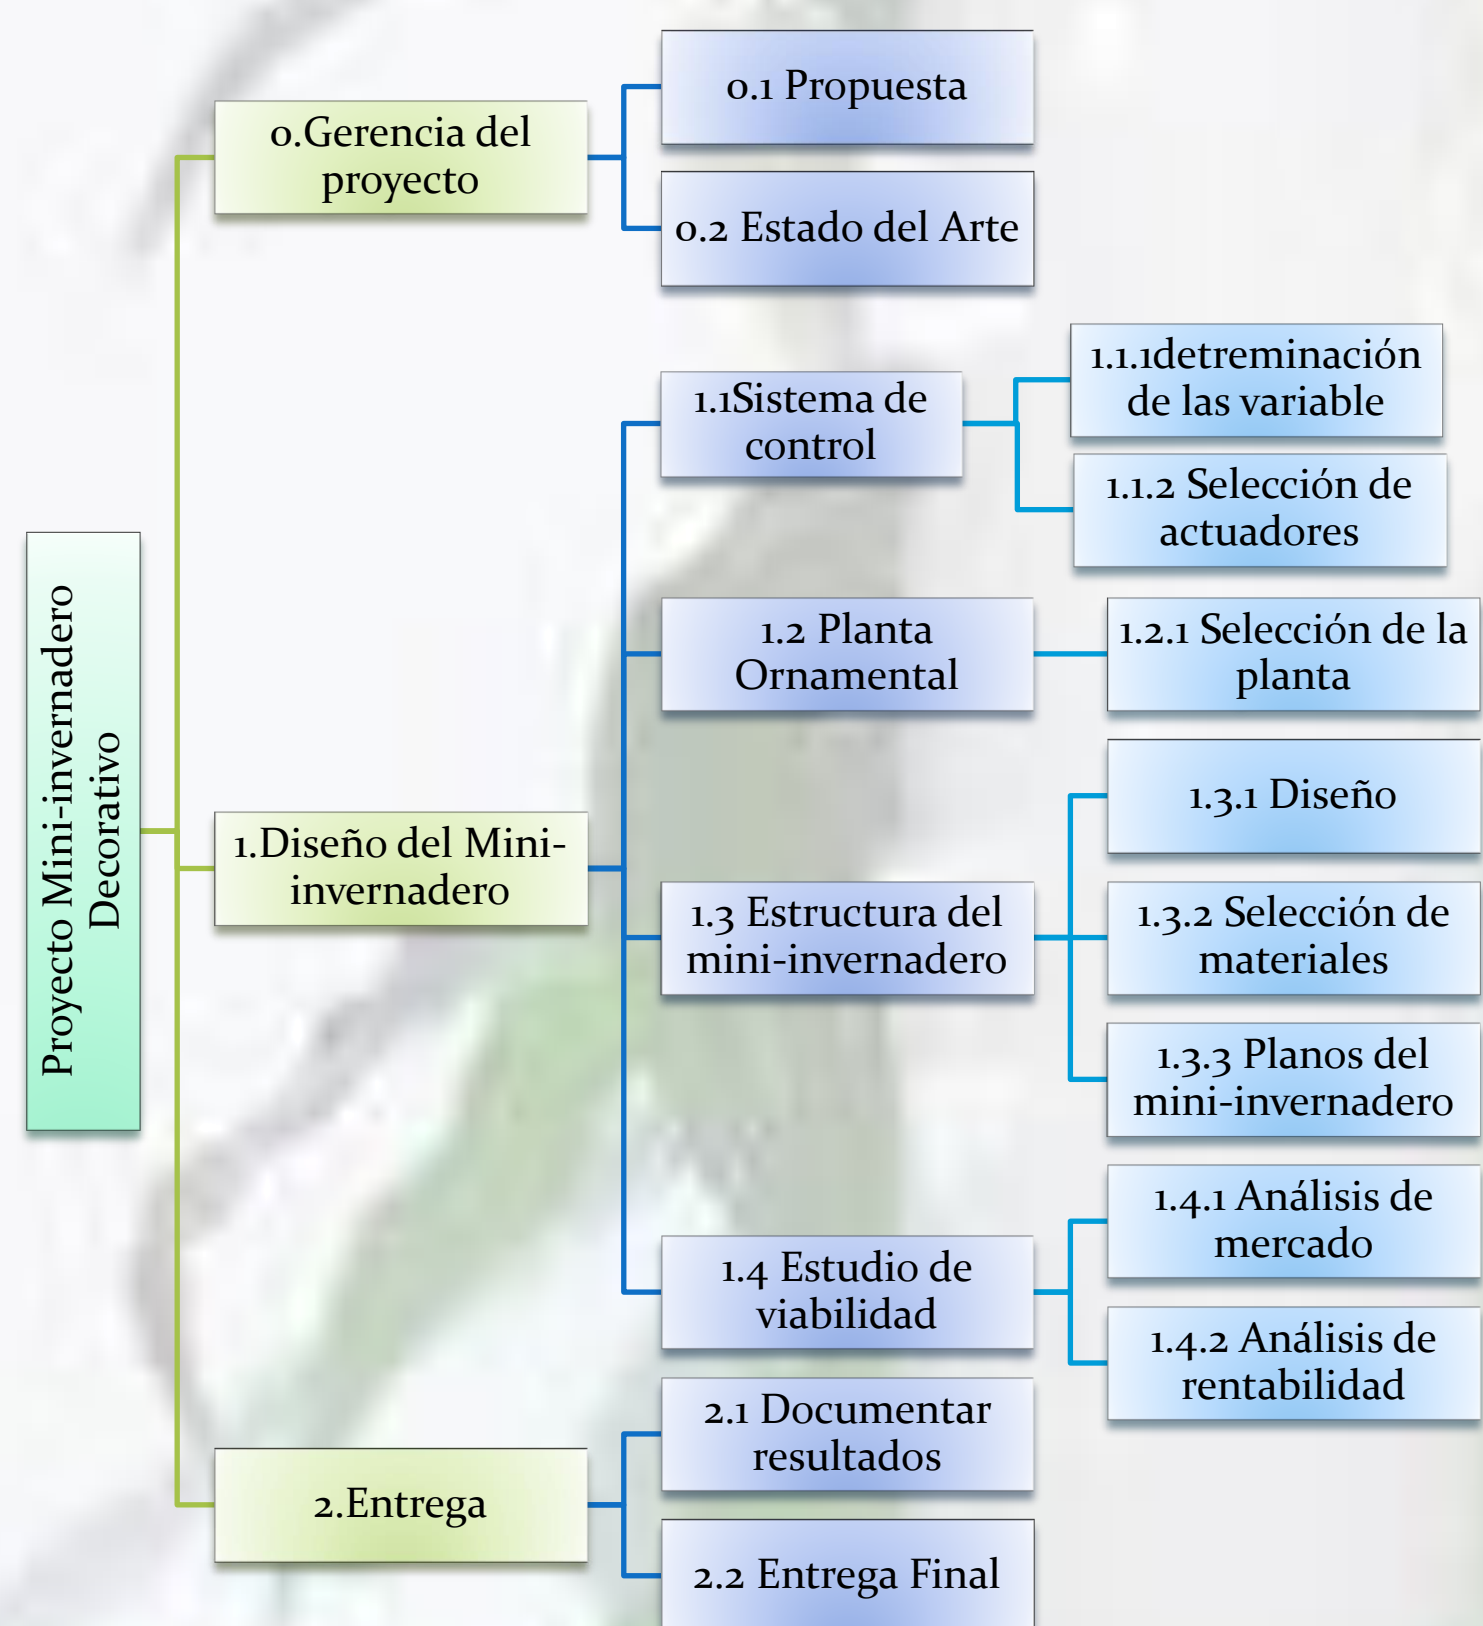 Proyecto Mini-invernadero
Decorativo
0.Gerencia del
proyecto
0.1 Propuesta
0.2 Estado del Arte
1.Diseño del Mini-
invernadero
1.1Sistema de
control
1.1.1detreminación
de las variable
1.1.2 Selección de
actuadores
1.2 Planta
Ornamental
1.2.1 Selección de la
planta
1.3 Estructura del
mini-invernadero
1.3.1 Diseño
1.3.2 Selección de
materiales
1.3.3 Planos del
mini-invernadero
1.4 Estudio de
viabilidad
1.4.1 Análisis de
mercado
1.4.2 Análisis de
rentabilidad
2.Entrega
2.1 Documentar
resultados
2.2 Entrega Final